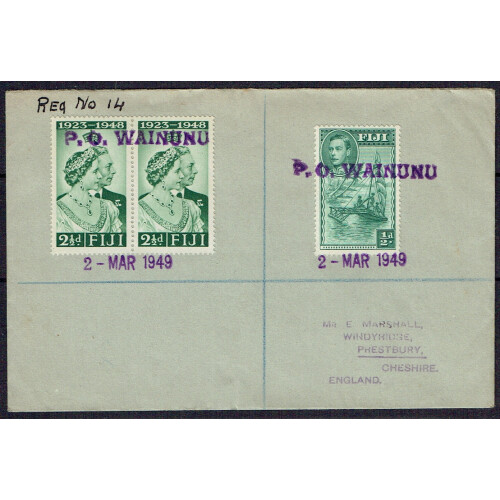 Reg No 14
1923-1948 1923-1948
P. O. WAINUNU
2½d FIJI 2½d FIJI
2 - MAR 1949
FIJI
P. O. WAINUNU
½d
2 - MAR 1949
Mr E MARSHALL,
WINDYRIDGE,
PRESTBURY,
CHESHIRE.
ENGLAND.